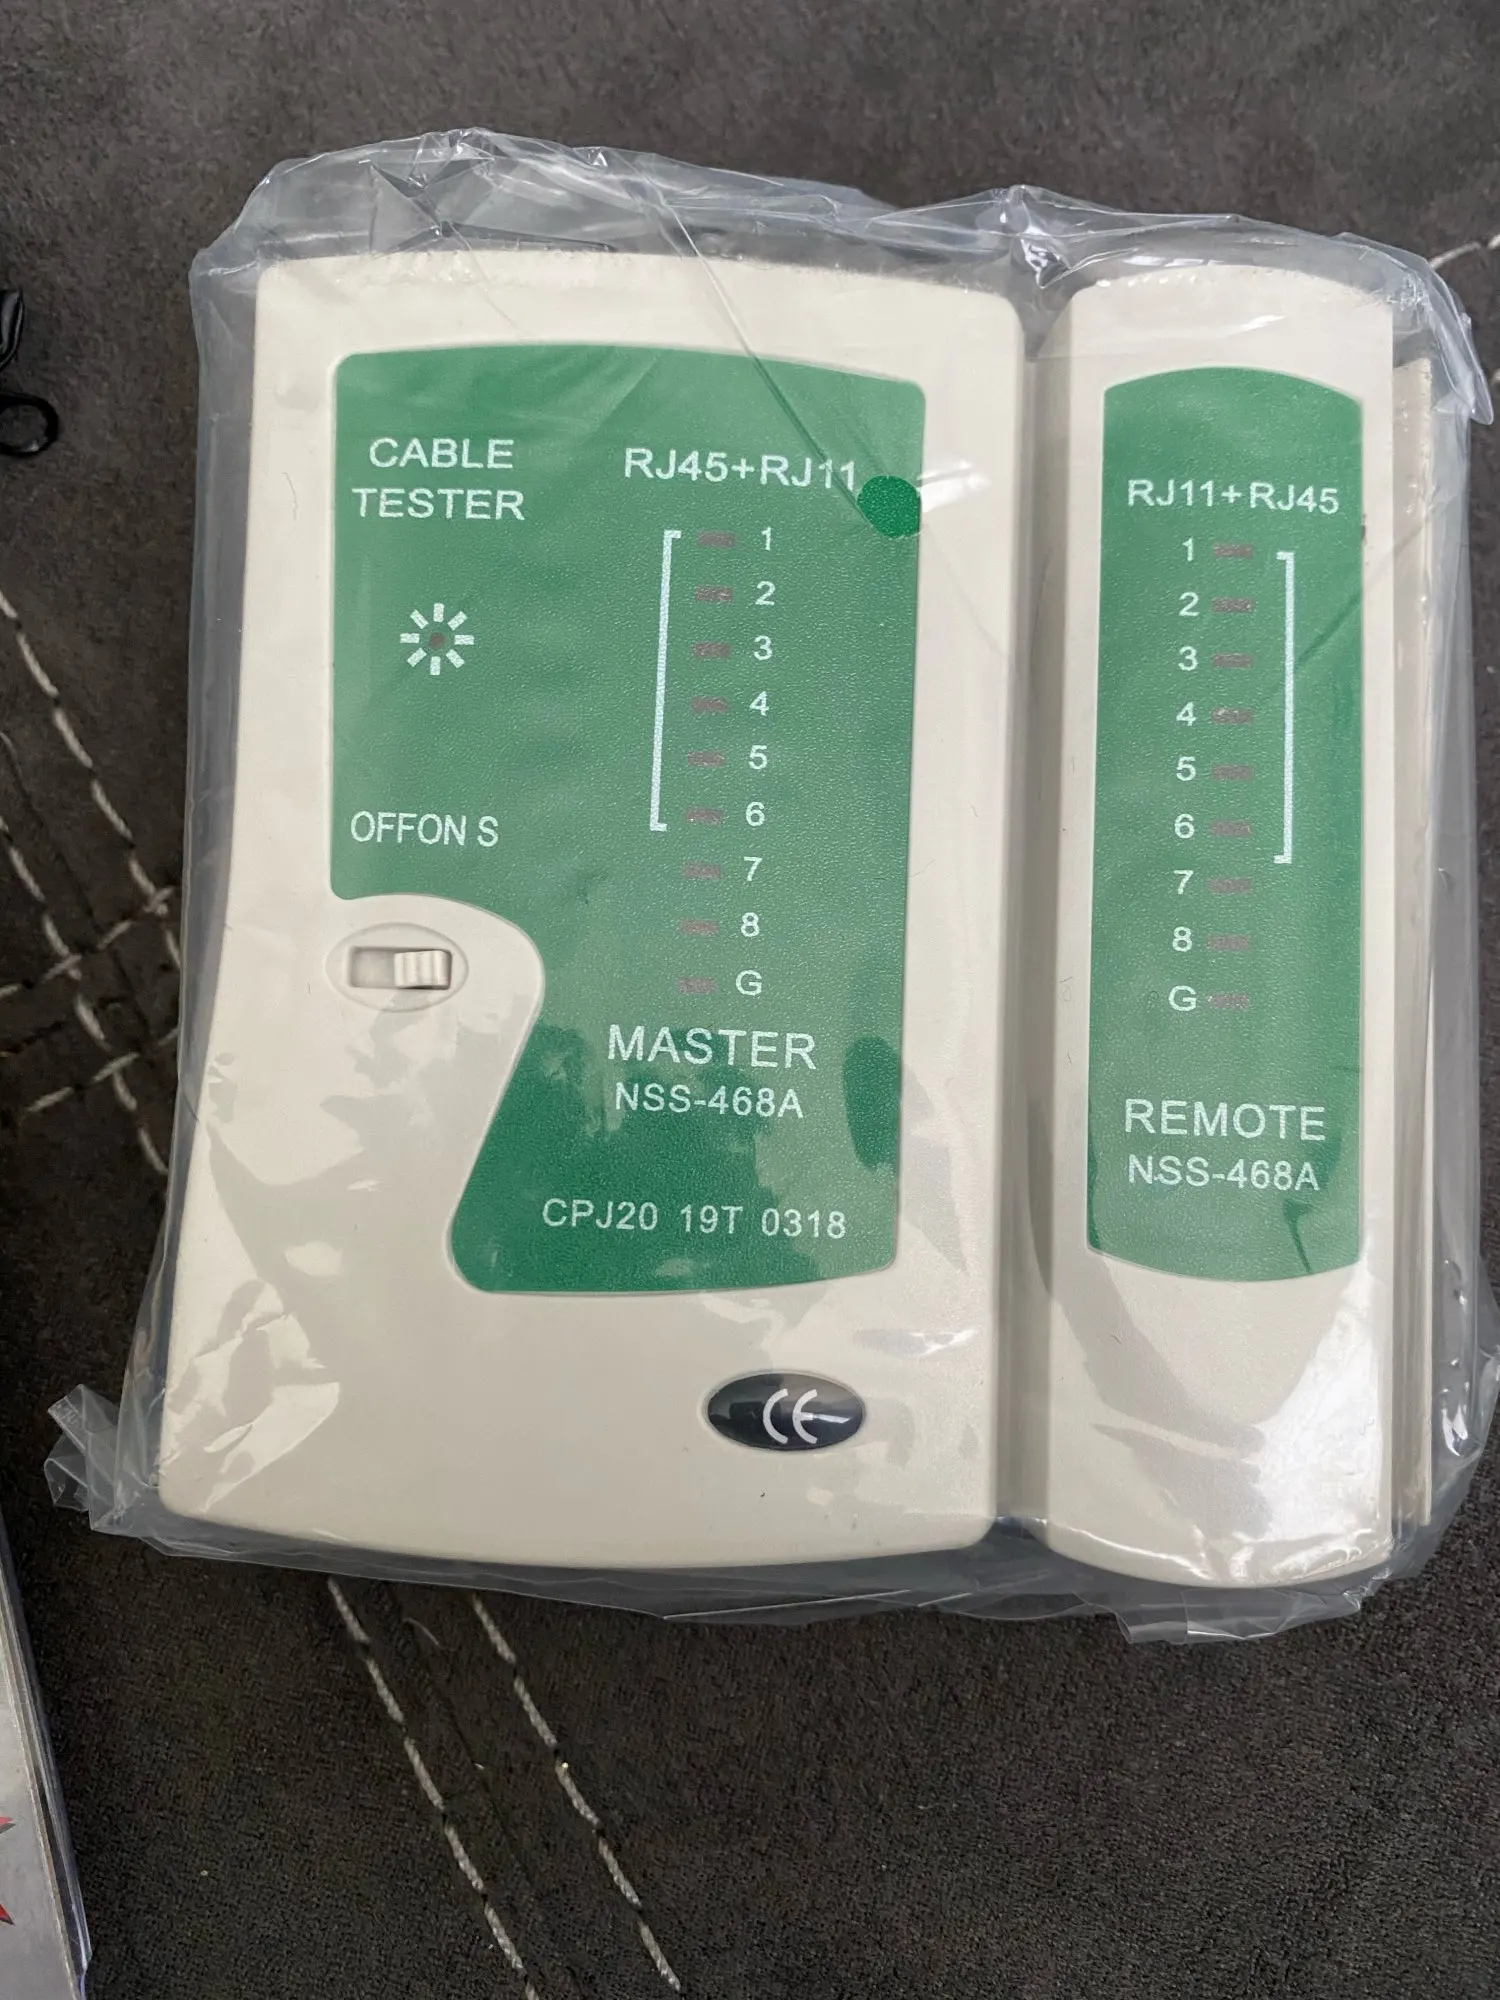 CABLE
TESTER
OFFON S
RJ45+RJ11
1
2
3
4
5
6
7
8
G
MASTER
NSS-468A
CPJ20 19T 0318
CE
RJ11+RJ45
1
2
3
4
5
6
7
8
G
REMOTE
NSS-468A